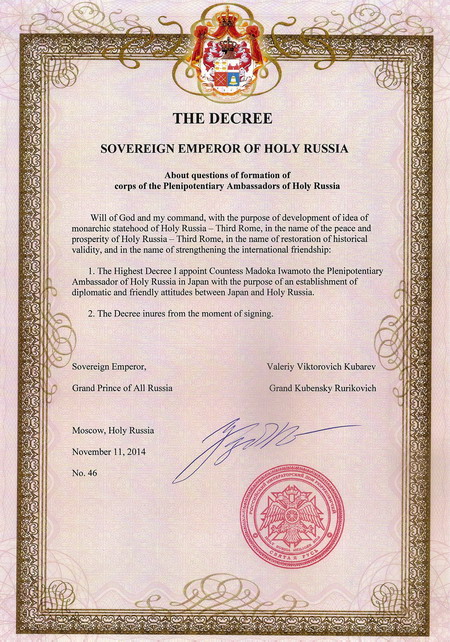 THE DECREE
SOVEREIGN EMPEROR OF HOLY RUSSIA
About questions of formation of
corps of the Plenipotentiary Ambassadors of Holy Russia
Will of God and my command, with the purpose of development of idea of
monarchic statehood of Holy Russia – Third Rome, in the name of the peace and
prosperity of Holy Russia – Third Rome, in the name of restoration of historical
validity, and in the name of strengthening the international friendship:
1. The Highest Decree I appoint Countess Madoka Iwamoto the Plenipotentiary
Ambassador of Holy Russia in Japan with the purpose of an establishment of
diplomatic and friendly attitudes between Japan and Holy Russia.
2. The Decree inures from the moment of signing.
Sovereign Emperor, Valeriy Viktorovich Kubarev
Grand Prince of All Russia Grand Kubensky Rurikovich
Moscow, Holy Russia
November 11, 2014
No. 46
СВЯТАЯ РУСЬ